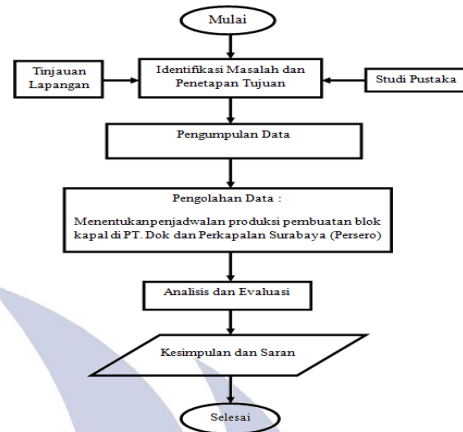 Mulai
Tinjauan
Lapangan
Identifikasi Masalah dan
Penetapan Tujuan
Studi Pustaka
Pengumpulan Data
Pengolahan Data :
Menentukanpenjadwalan produksi pembuatan blok
kapal di PT. Dok dan Perkapalan Surabaya (Persero)
Analisis dan Evaluasi
Kesimpulan dan Saran
Selesai